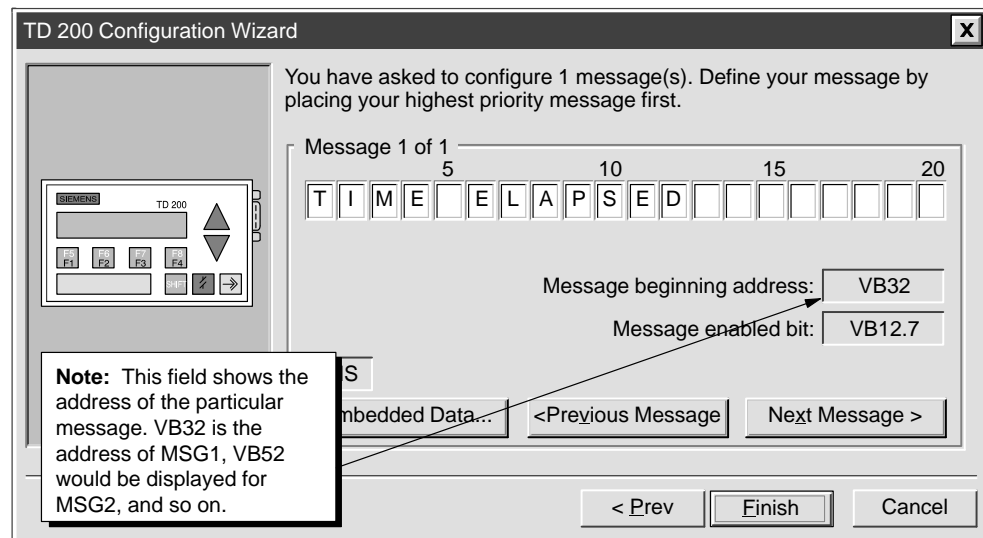 TD 200 Configuration Wizard
X
You have asked to configure 1 message(s). Define your message by
placing your highest priority message first.
Message 1 of 1
5 10 15 20
T I M E E L A P S E D
SIEMENS
TD 200
F5 F6 F7 F8
F1 F2 F3 F4
SHIFT
Message beginning address: VB32
Message enabled bit: VB12.7
S
Note: This field shows the
address of the particular
message. VB32 is the
address of MSG1, VB52
would be displayed for
MSG2, and so on.
mbedded Data...
<Previous Message
Next Message >
< Prev
Finish
Cancel